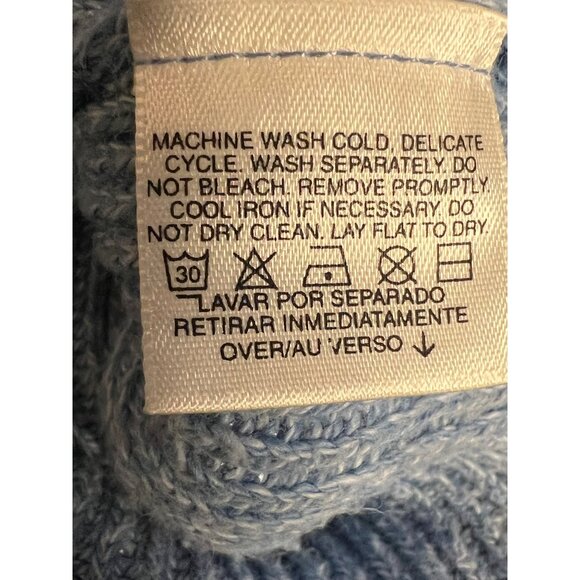 MACHINE WASH COLD. DELICATE
CYCLE. WASH SEPARATELY. DO
NOT BLEACH. REMOVE PROMPTLY.
COOL IRON IF NECESSARY. DO
NOT DRY CLEAN. LAY FLAT TO DRY.
30
LAVAR POR SEPARADO
RETIRAR INMEDIATAMENTE
OVER/AU VERSO ↓